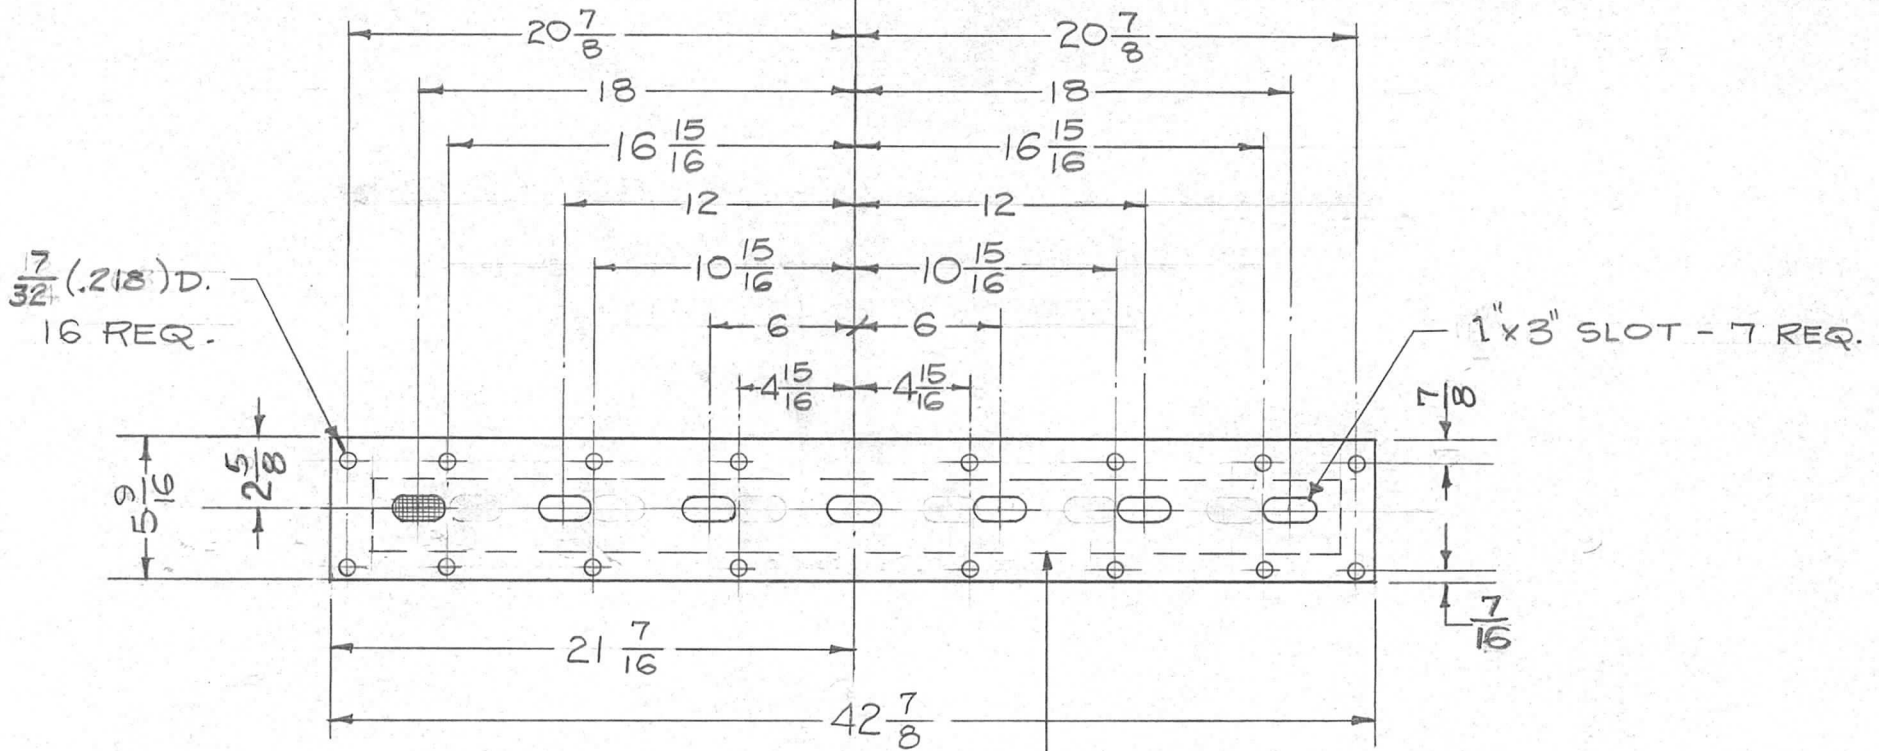 20 7/8 20 7/8
18 18
16 15/16 16 15/16
12 12
10 15/16 10 15/16
6 6
4 15/16 4 15/16
17/32 (.218) D.
16 REQ.
1"x3" SLOT - 7 REQ.
7/8
2 5/8
5 9/16
7/16
21 7/16
42 7/8